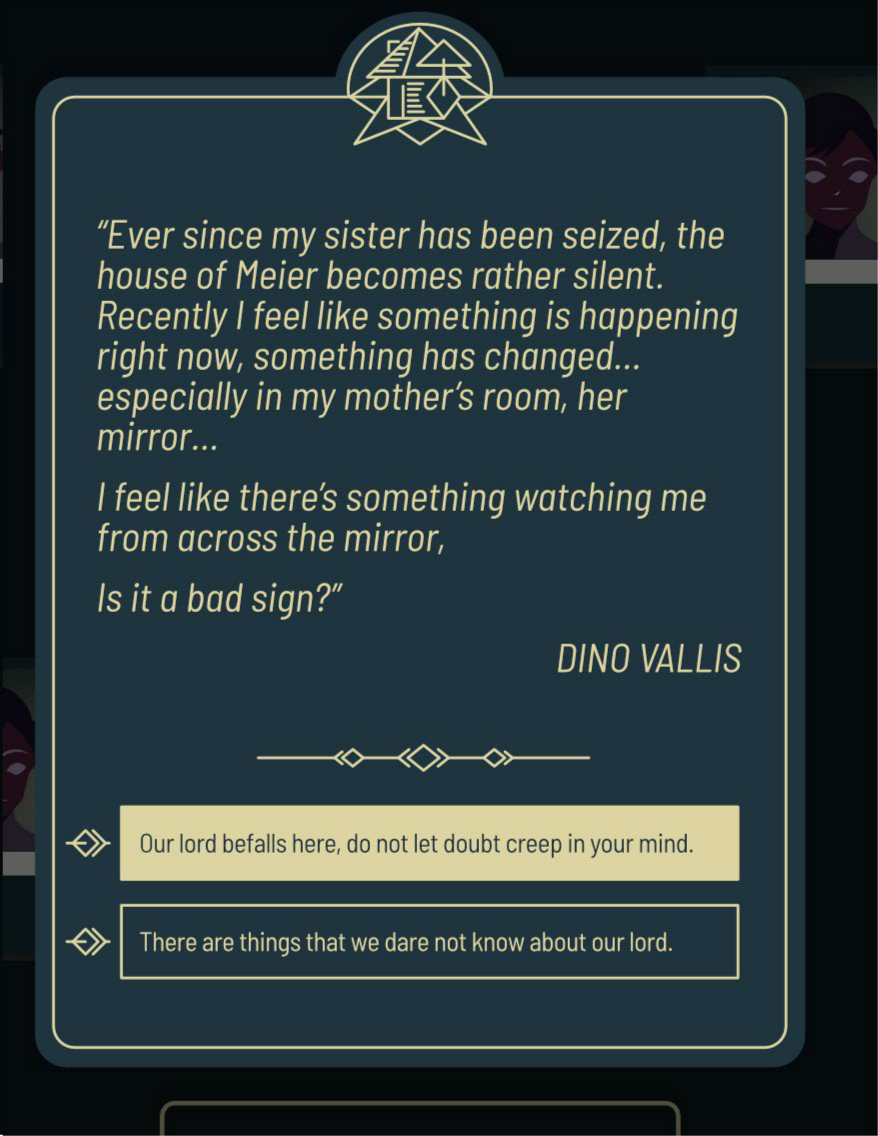 “Ever since my sister has been seized, the
house of Meier becomes rather silent.
Recently I feel like something is happening
right now, something has changed...
especially in my mother’s room, her
mirror...
I feel like there’s something watching me
from across the mirror,
Is it a bad sign?”
DINO VALLIS
Our lord befalls here, do not let doubt creep in your mind.
There are things that we dare not know about our lord.